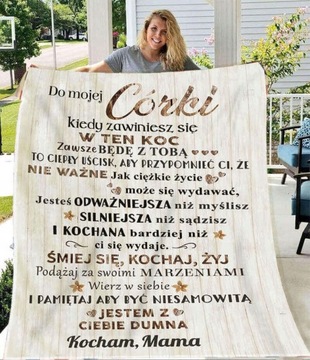 Do mojej Córki
kiedy zawiniesz się
W TEN KOC
Zawsze BĘDĘ Z TOBĄ
TO CIEPŁY UŚCISK, ABY PRZYPOMNIEĆ CI, ŻE
NIE WAŻNE Jak ciężkie życie
może się wydawać,
Jesteś ODWAŻNIEJSZA niż myślisz
SILNIEJSZA niż sądzisz
I KOCHANA bardziej niż
ci się wydaje.
ŚMIEJ SIĘ, KOCHAJ, ŻYJ
Podążaj za swoimi MARZENIAMI
Wierz w siebie
I PAMIĘTAJ ABY BYĆ NIESAMOWITĄ
JESTEM Z
CIEBIE DUMNA
Kocham, Mama